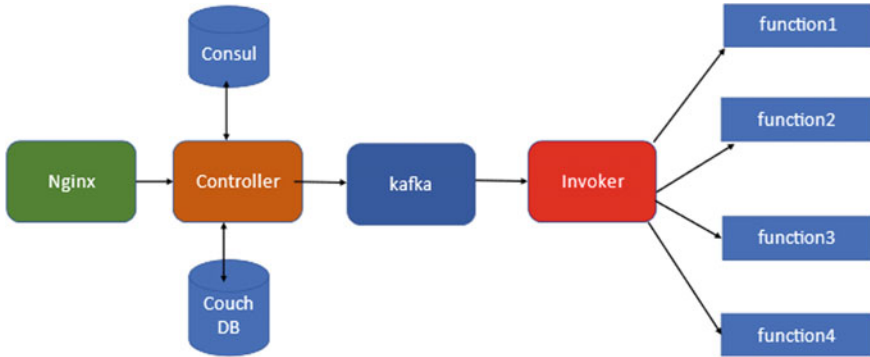 Consul
Nginx
Controller
kafka
Invoker
Couch
DB
function1
function2
function3
function4